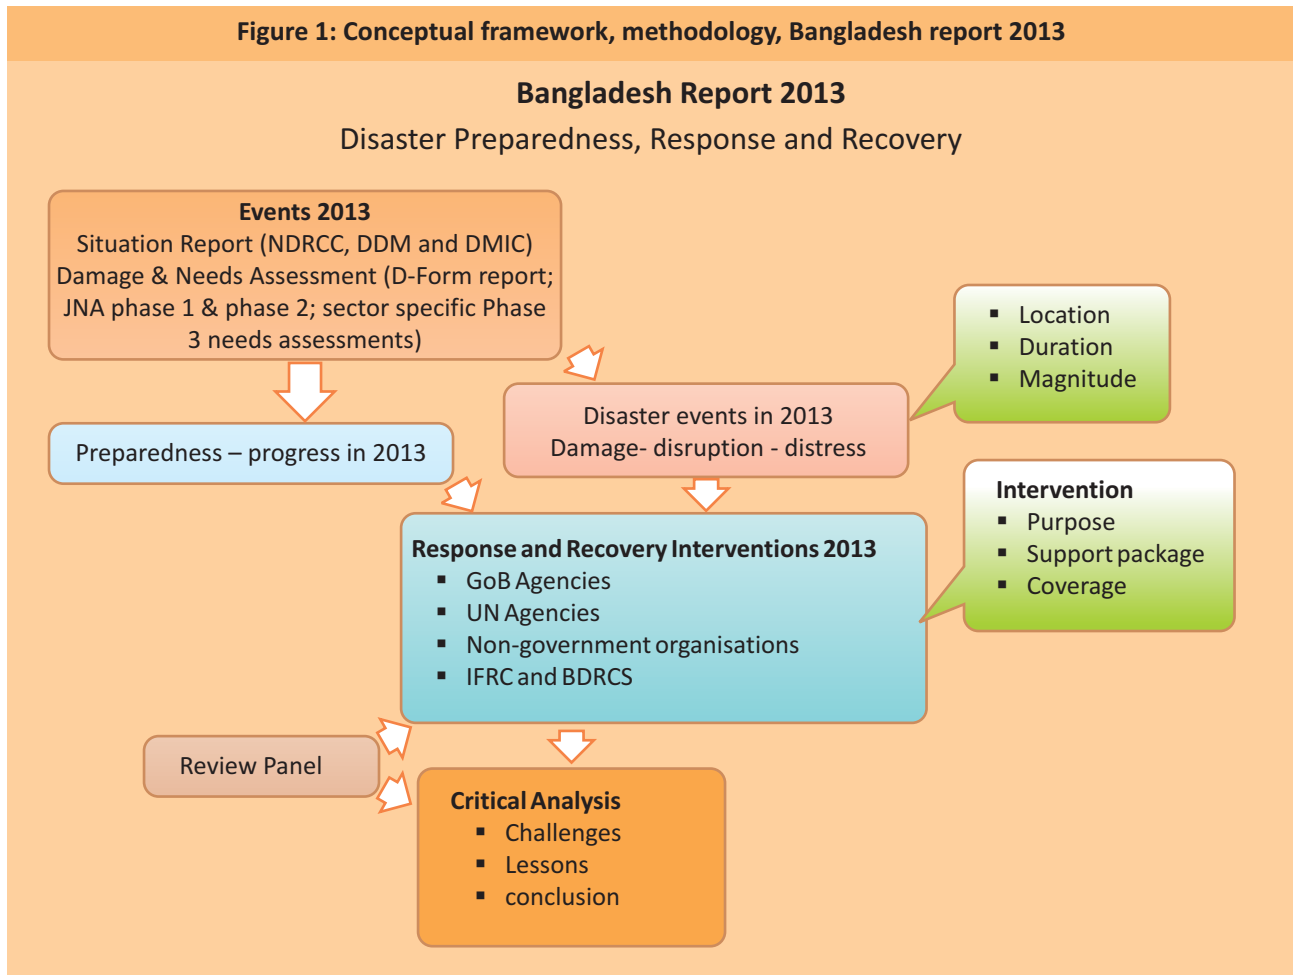 Figure 1: Conceptual framework, methodology, Bangladesh report 2013
Bangladesh Report 2013
Disaster Preparedness, Response and Recovery
Events 2013
Situation Report (NDRCC, DDM and DMIC)
Damage & Needs Assessment (D-Form report;
JNA phase 1 & phase 2; sector specific Phase
3 needs assessments)
▪ Location
▪ Duration
▪ Magnitude
Disaster events in 2013
Damage- disruption - distress
Preparedness – progress in 2013
Intervention
▪ Purpose
▪ Support package
▪ Coverage
Response and Recovery Interventions 2013
▪ GoB Agencies
▪ UN Agencies
▪ Non-government organisations
▪ IFRC and BDRCS
Review Panel
Critical Analysis
▪ Challenges
▪ Lessons
▪ conclusion